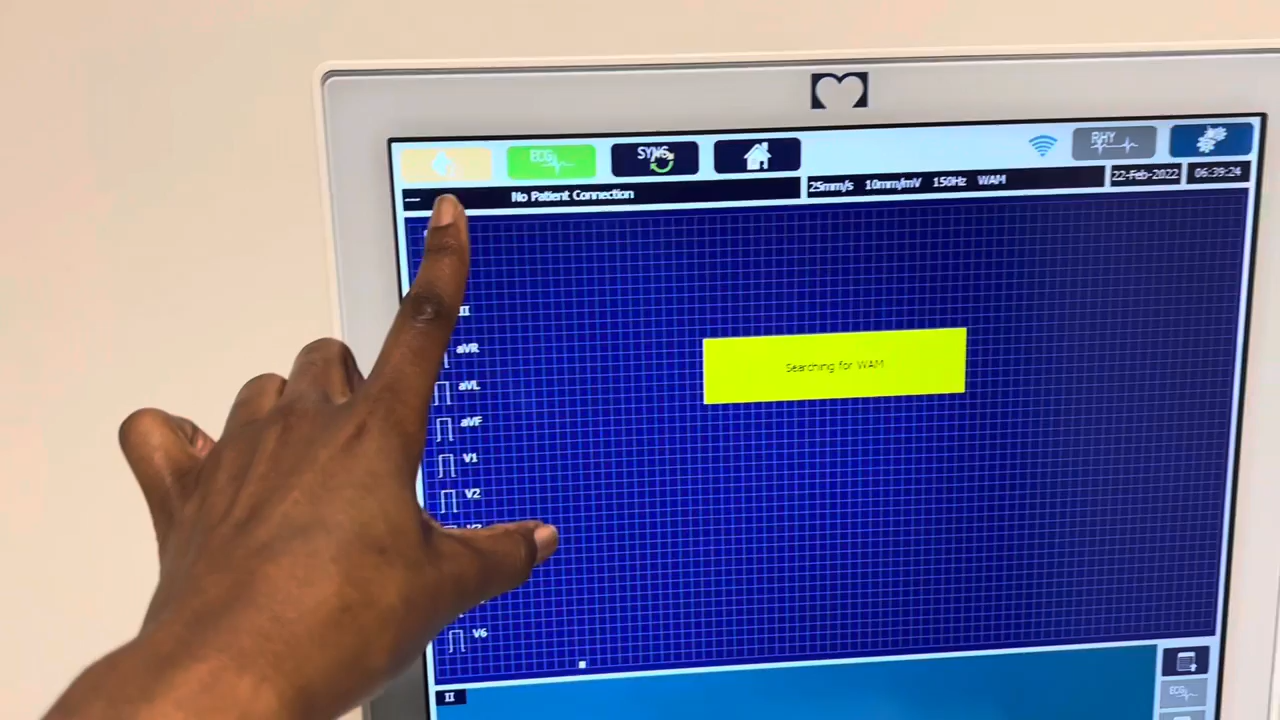 ECG
SYNC
RHY
No Patient Connection
25mm/s 10mm/mV 150Hz WAM
22-Feb-2022
06:39:24
II
aVR
aVL
aVF
V1
V2
V6
Searching for WAM
II
ECG